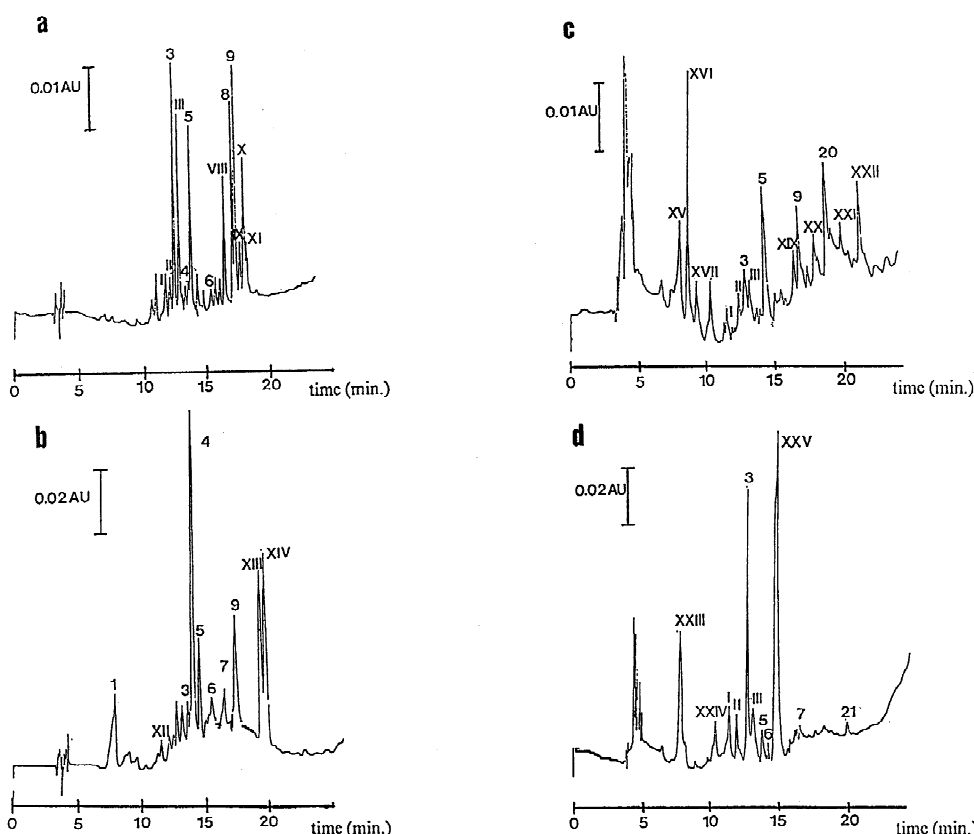 a
0.01AU
3
III
5
9
8
X
VIII
IX
XI
II
I
4
6
0 5 10 15 20
time (min.)
c
0.01AU
XVI
XV
XVII
5
20
XXII
9
XXI
XX
XIX
3
III
II
I
0 5 10 15 20
time (min.)
b
0.02AU
4
XIII
XIV
9
5
7
6
3
1
XII
0 5 10 15 20
time (min.)
d
0.02AU
XXV
3
XXIII
XXIV
I
II
III
5
6
7
21
0 5 10 15 20
time (min.)